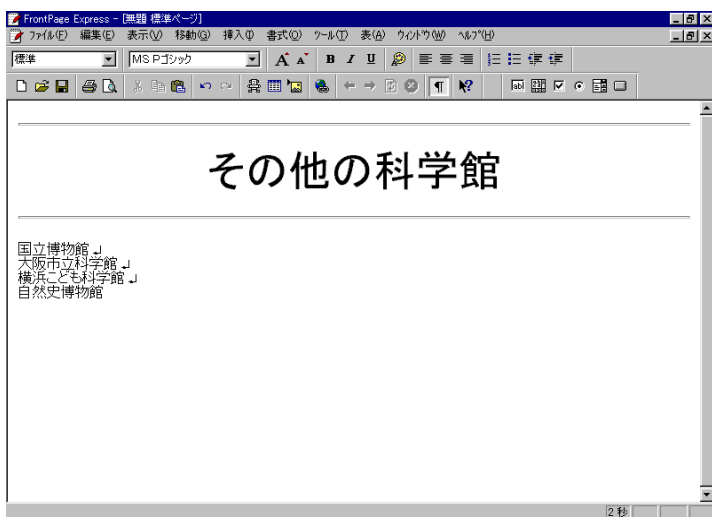 FrontPage Express - [無題 標準ページ]
ファイル(F) 編集(E) 表示(V) 移動(G) 挿入(I) 書式(O) ツール(T) 表(A) ウィンドウ(W) ヘルプ(H)
標準 MS Pゴシック A A B I U
abl
その他の科学館
国立博物館
大阪市立科学館
横浜こども科学館
自然史博物館
2 秒